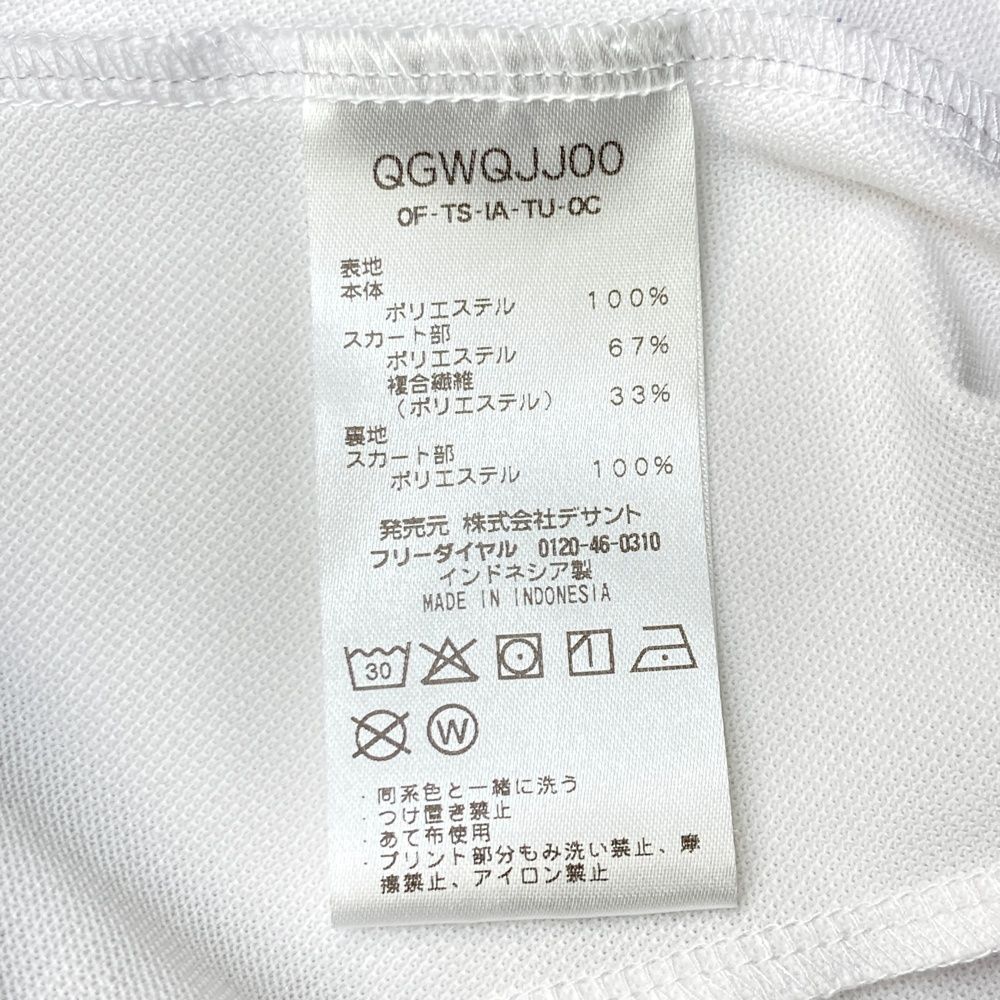 QGWQJJ00
OF-TS-IA-TU-OC
表地
本体
ポリエステル 100%
スカート部
ポリエステル 67%
複合繊維
(ポリエステル) 33%
裏地
スカート部
ポリエステル 100%
発売元 株式会社デサント
フリーダイヤル 0120-46-0310
インドネシア製
MADE IN INDONESIA
30
W
・同系色と一緒に洗う
・つけ置き禁止
・あて布使用
・プリント部分もみ洗い禁止、摩
擦禁止、アイロン禁止